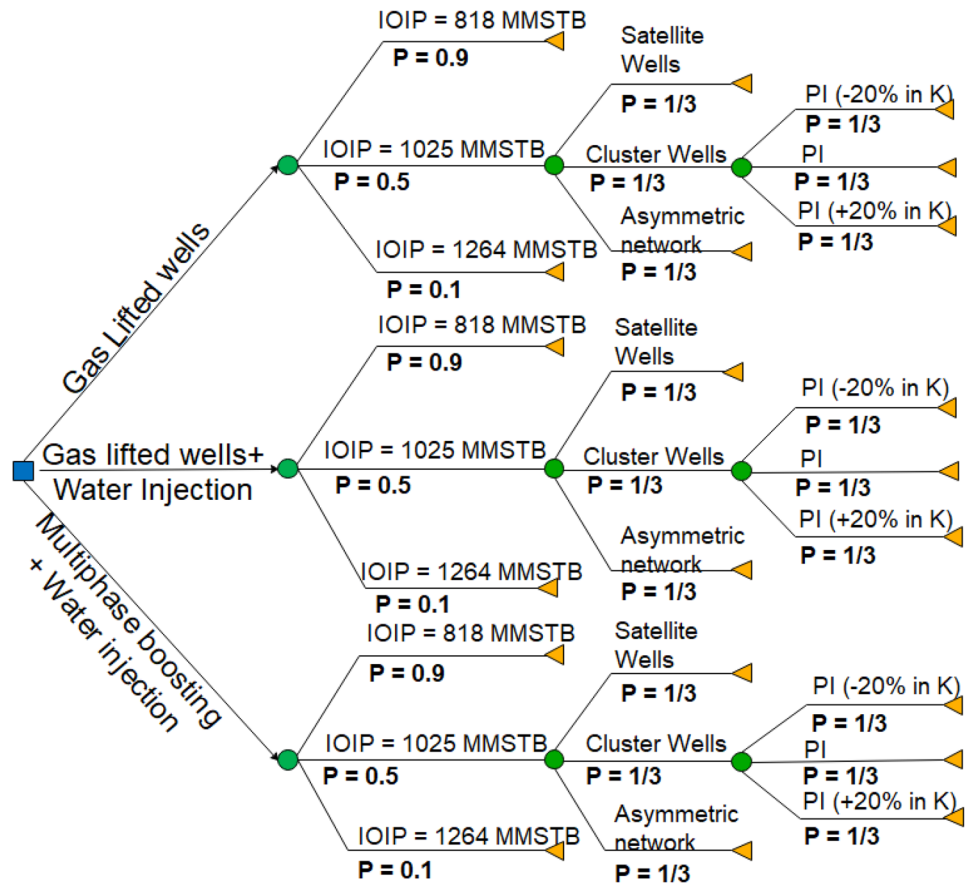 IOIP = 818 MMSTB
P = 0.9
IOIP = 1025 MMSTB
P = 0.5
IOIP = 1264 MMSTB
P = 0.1
Satellite
Wells
P = 1/3
Cluster Wells
P = 1/3
Asymmetric
network
P = 1/3
PI (-20% in K)
P = 1/3
PI
P = 1/3
PI (+20% in K)
P = 1/3
Gas Lifted wells
IOIP = 818 MMSTB
P = 0.9
IOIP = 1025 MMSTB
P = 0.5
IOIP = 1264 MMSTB
P = 0.1
Satellite
Wells
P = 1/3
Cluster Wells
P = 1/3
Asymmetric
network
P = 1/3
PI (-20% in K)
P = 1/3
PI
P = 1/3
PI (+20% in K)
P = 1/3
Gas lifted wells+
Water Injection
Multiphase boosting
+ Water injection
IOIP = 818 MMSTB
P = 0.9
IOIP = 1025 MMSTB
P = 0.5
IOIP = 1264 MMSTB
P = 0.1
Satellite
Wells
P = 1/3
Cluster Wells
P = 1/3
Asymmetric
network
P = 1/3
PI (-20% in K)
P = 1/3
PI
P = 1/3
PI (+20% in K)
P = 1/3